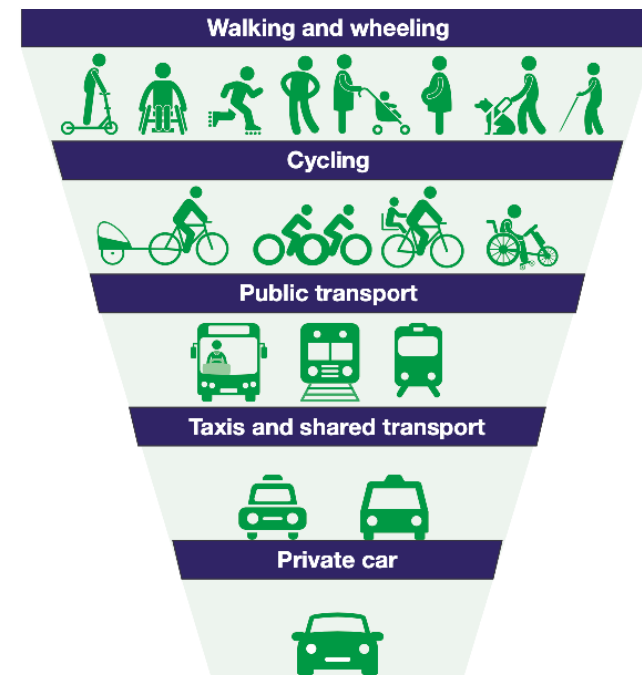 Walking and wheeling
Cycling
Public transport
Taxis and shared transport
Private car